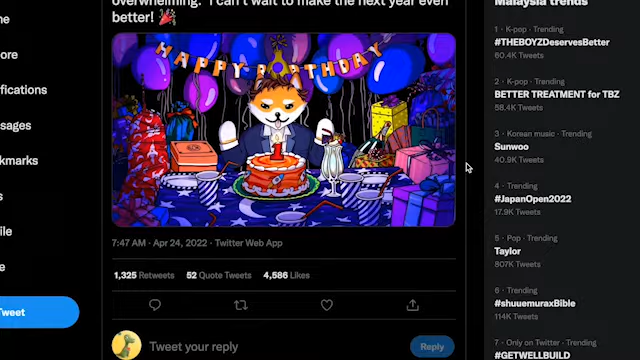 overwhelming. I can't wait to make the next year even
better! 🎉
HAPPY BIRTHDAY
1
7:47 AM · Apr 24, 2022 · Twitter Web App
1,325 Retweets 52 Quote Tweets 4,586 Likes
Tweet your reply
Reply
ore
fications
sages
kmarks
s
file
e
Tweet
Malaysia trends
1 · K-pop · Trending
#THEBOYZDeservesBetter
60.4K Tweets
2 · K-pop · Trending
BETTER TREATMENT for TBZ
58.4K Tweets
3 · Korean music · Trending
Sunwoo
40.9K Tweets
4 · Trending
#JapanOpen2022
17.9K Tweets
5 · Pop · Trending
Taylor
807K Tweets
6 · Trending
#shuuemuraxBible
114K Tweets
7 · Only on Twitter · Trending
#GETWELLBUILD